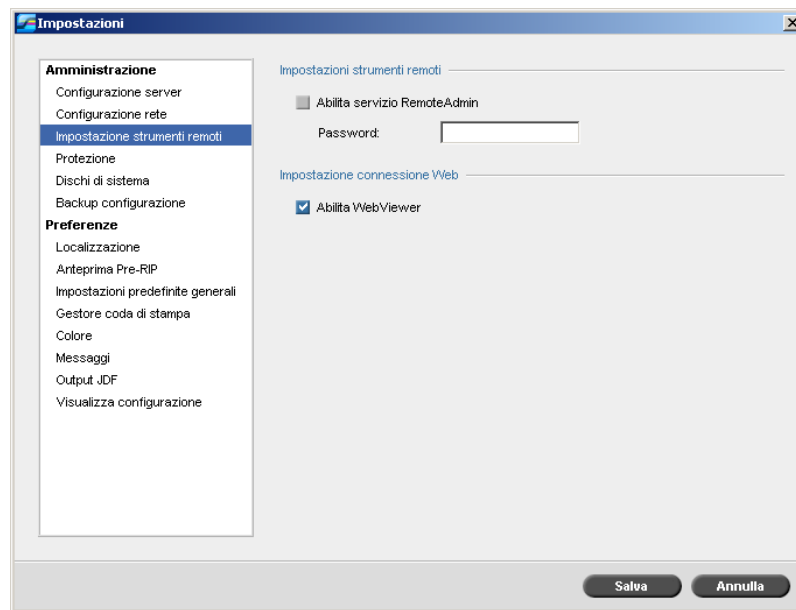 Impostazioni
Amministrazione
Configurazione server
Configurazione rete
Impostazione strumenti remoti
Protezione
Dischi di sistema
Backup configurazione
Preferenze
Localizzazione
Anteprima Pre-RIP
Impostazioni predefinite generali
Gestore coda di stampa
Colore
Messaggi
Output JDF
Visualizza configurazione
Impostazioni strumenti remoti
Abilita servizio RemoteAdmin
Password:
Impostazione connessione Web
Abilita WebViewer
Salva
Annulla